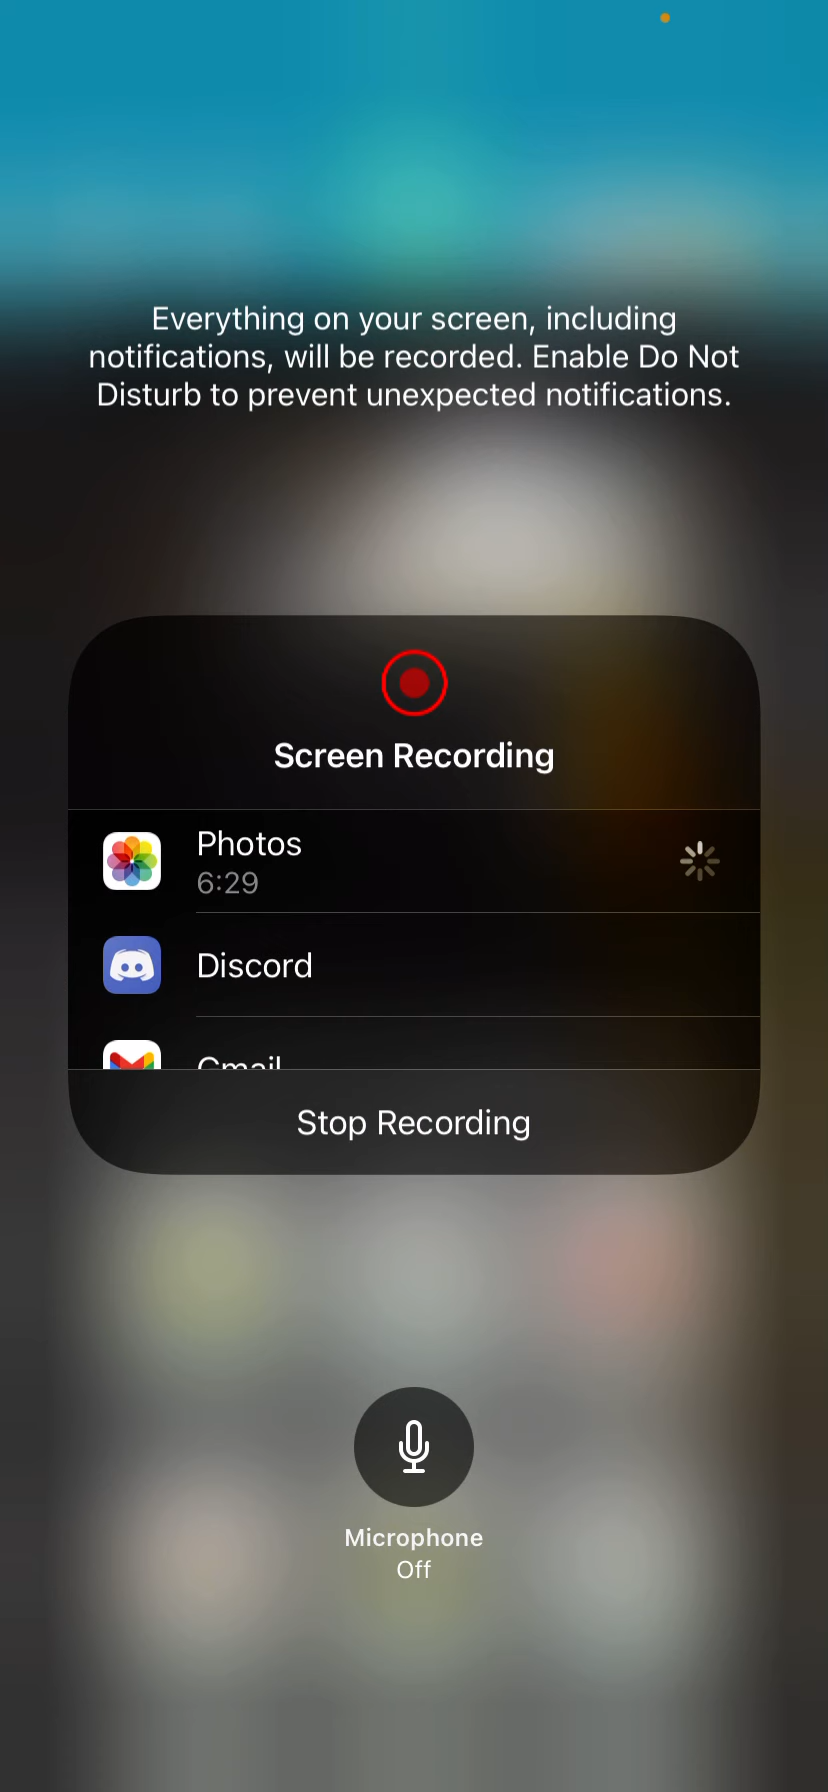 Everything on your screen, including
notifications, will be recorded. Enable Do Not
Disturb to prevent unexpected notifications.
Screen Recording
Photos
6:29
Discord
Gmail
Stop Recording
Microphone
Off